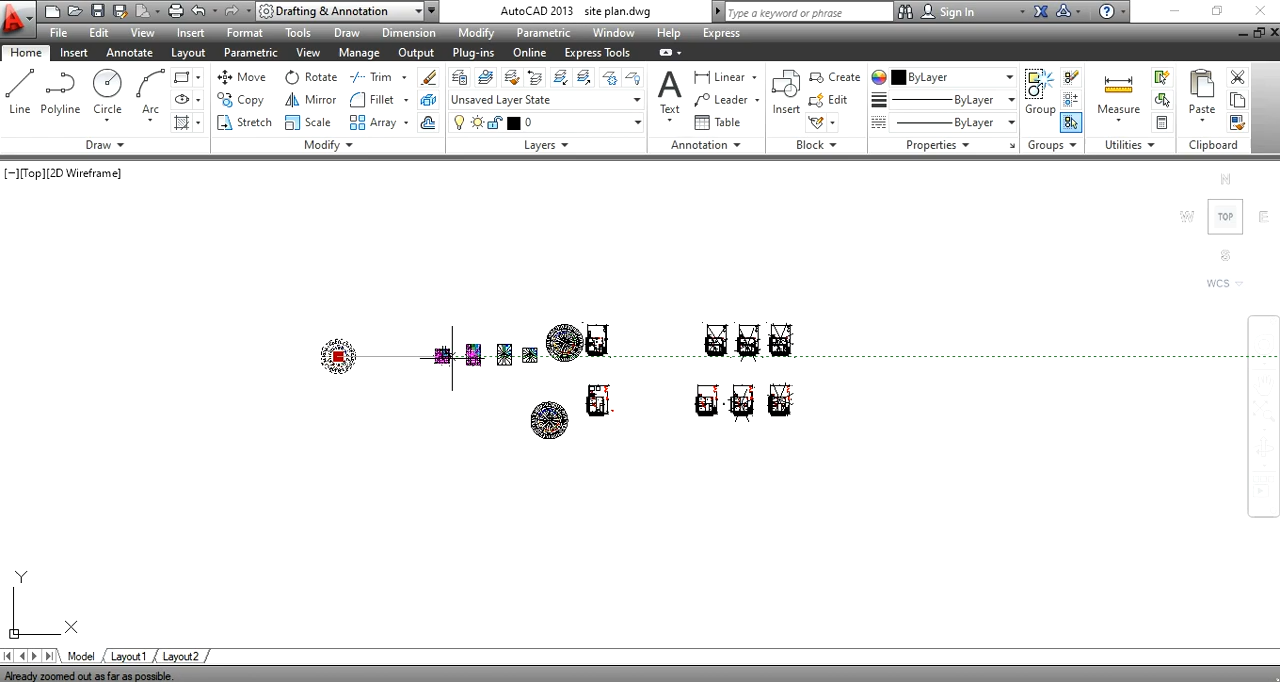 Drafting & Annotation
AutoCAD 2013 site plan.dwg
Type a keyword or phrase
Sign In
File Edit View Insert Format Tools Draw Dimension Modify Parametric Window Help Express
Home Insert Annotate Layout Parametric View Manage Output Plug-ins Online Express Tools
Line Polyline Circle Arc
Move Rotate Trim
Copy Mirror Fillet
Stretch Scale Array
Unsaved Layer State
0
Text
Linear
Leader
Table
Insert
Create
Edit
ByLayer
ByLayer
ByLayer
Group
Measure
Paste
Draw Modify Layers Annotation Block Properties Groups Utilities Clipboard
[−][Top][2D Wireframe]
N
W TOP E
S
WCS
Y
X
Model Layout1 Layout2
Already zoomed out as far as possible.